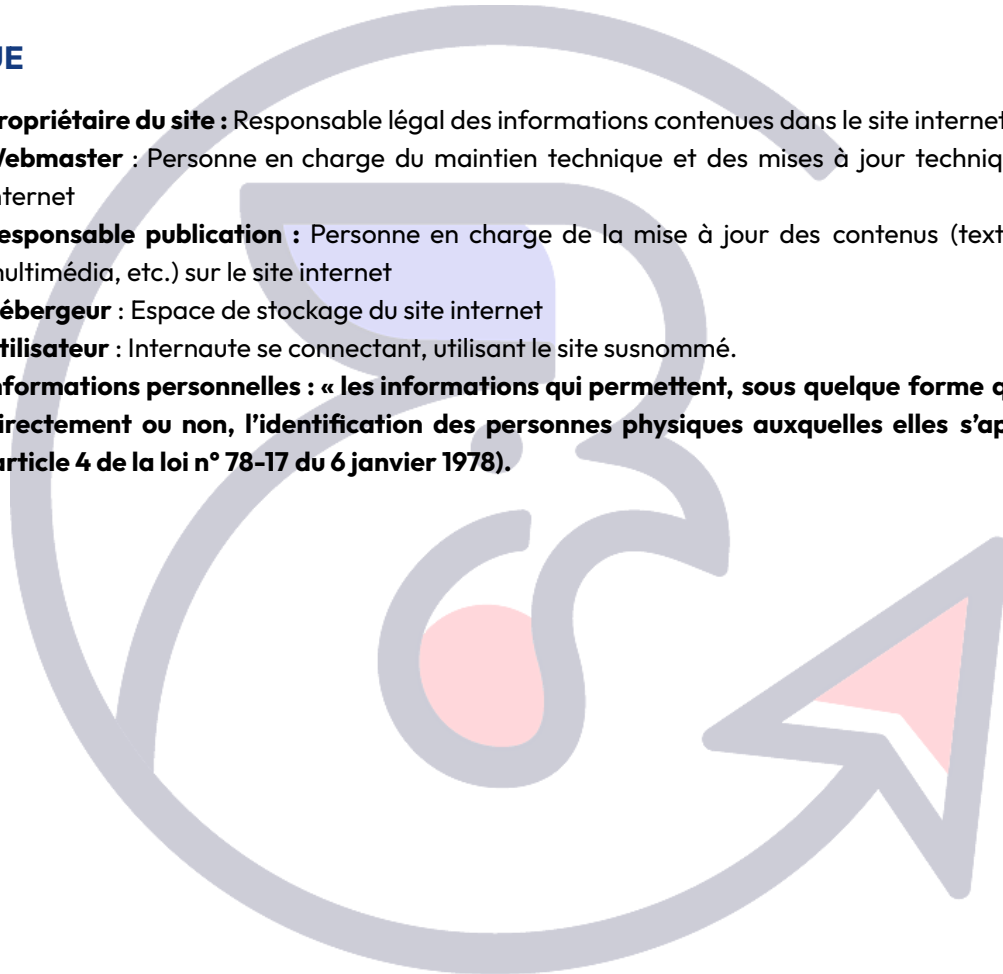 UE
ropriétaire du site : Responsable légal des informations contenues dans le site internet
Webmaster : Personne en charge du maintien technique et des mises à jour techniq
nternet
esponsable publication : Personne en charge de la mise à jour des contenus (text
multimédia, etc.) sur le site internet
ébergeur : Espace de stockage du site internet
tilisateur : Internaute se connectant, utilisant le site susnommé.
nformations personnelles : « les informations qui permettent, sous quelque forme q
irectement ou non, l’identification des personnes physiques auxquelles elles s’ap
article 4 de la loi n° 78-17 du 6 janvier 1978).